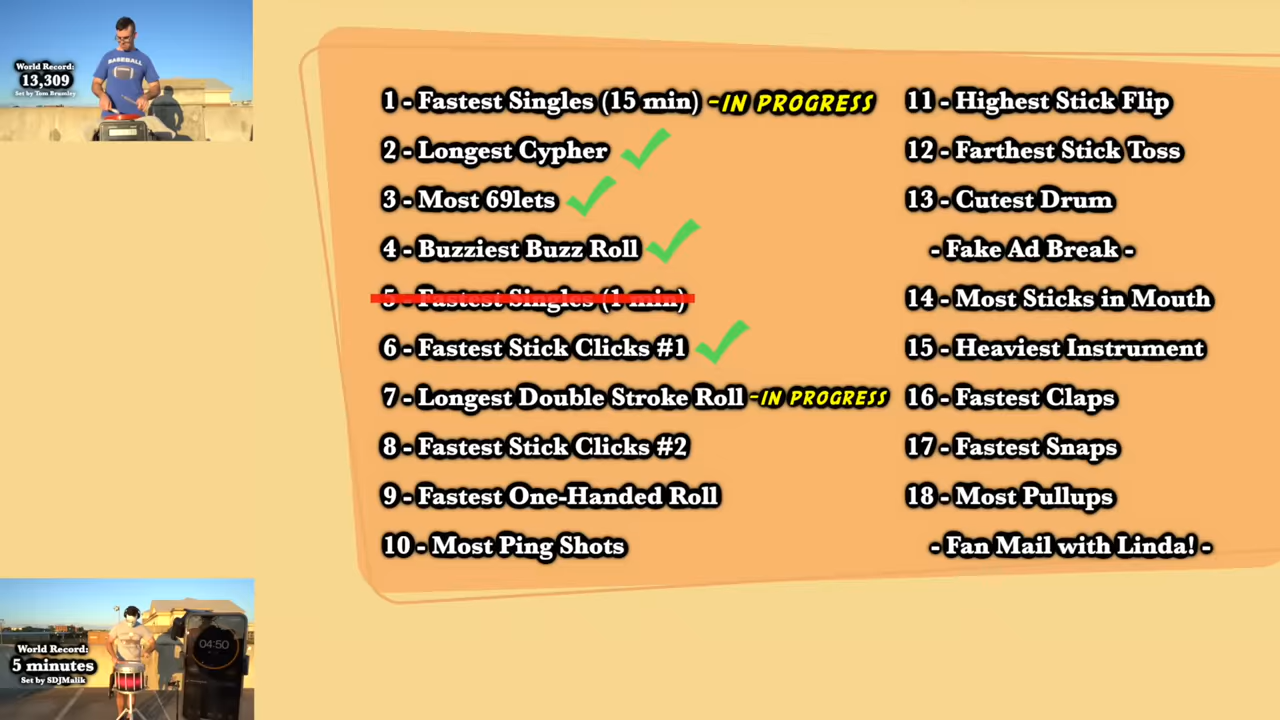 World Record:
13,309
Set by Tom Brumley
BASEBALL
1 - Fastest Singles (15 min) -IN PROGRESS
2 - Longest Cypher
3 - Most 69lets
4 - Buzziest Buzz Roll
5 - Fastest Singles (1 min)
6 - Fastest Stick Clicks #1
7 - Longest Double Stroke Roll -IN PROGRESS
8 - Fastest Stick Clicks #2
9 - Fastest One-Handed Roll
10 - Most Ping Shots
11 - Highest Stick Flip
12 - Farthest Stick Toss
13 - Cutest Drum
- Fake Ad Break -
14 - Most Sticks in Mouth
15 - Heaviest Instrument
16 - Fastest Claps
17 - Fastest Snaps
18 - Most Pullups
- Fan Mail with Linda! -
World Record:
5 minutes
Set by SDJMalik
04:50